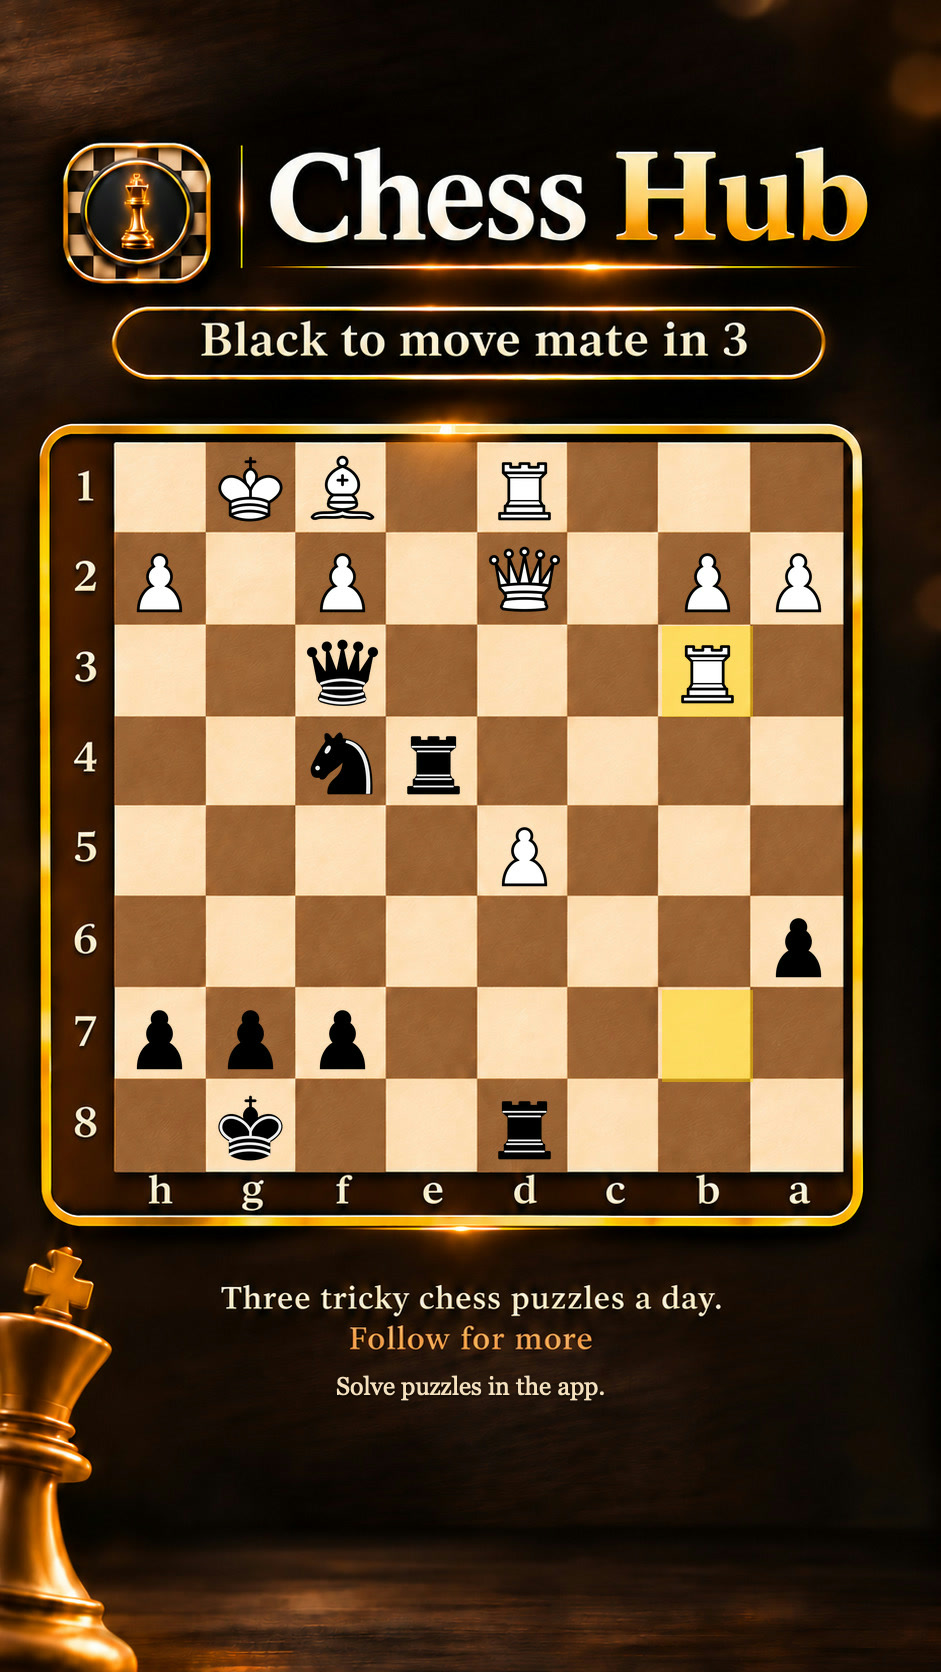 Chess Hub
Black to move mate in 3
1
2
3
4
5
6
7
8
h g f e d c b a
Three tricky chess puzzles a day.
Follow for more
Solve puzzles in the app.